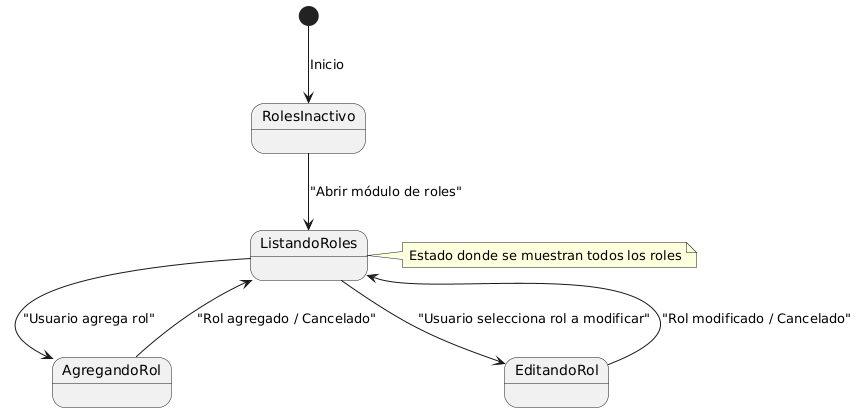 Inicio
RolesInactivo
"Abrir módulo de roles"
ListandoRoles
Estado donde se muestran todos los roles
"Usuario agrega rol"
"Rol agregado / Cancelado"
"Usuario selecciona rol a modificar"
"Rol modificado / Cancelado"
AgregandoRol
EditandoRol